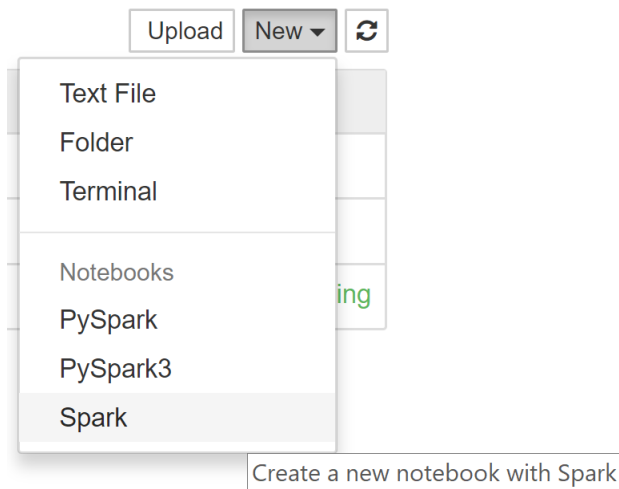 Upload New
Text File
Folder
Terminal
Notebooks
ing
PySpark
PySpark3
Spark
Create a new notebook with Spark